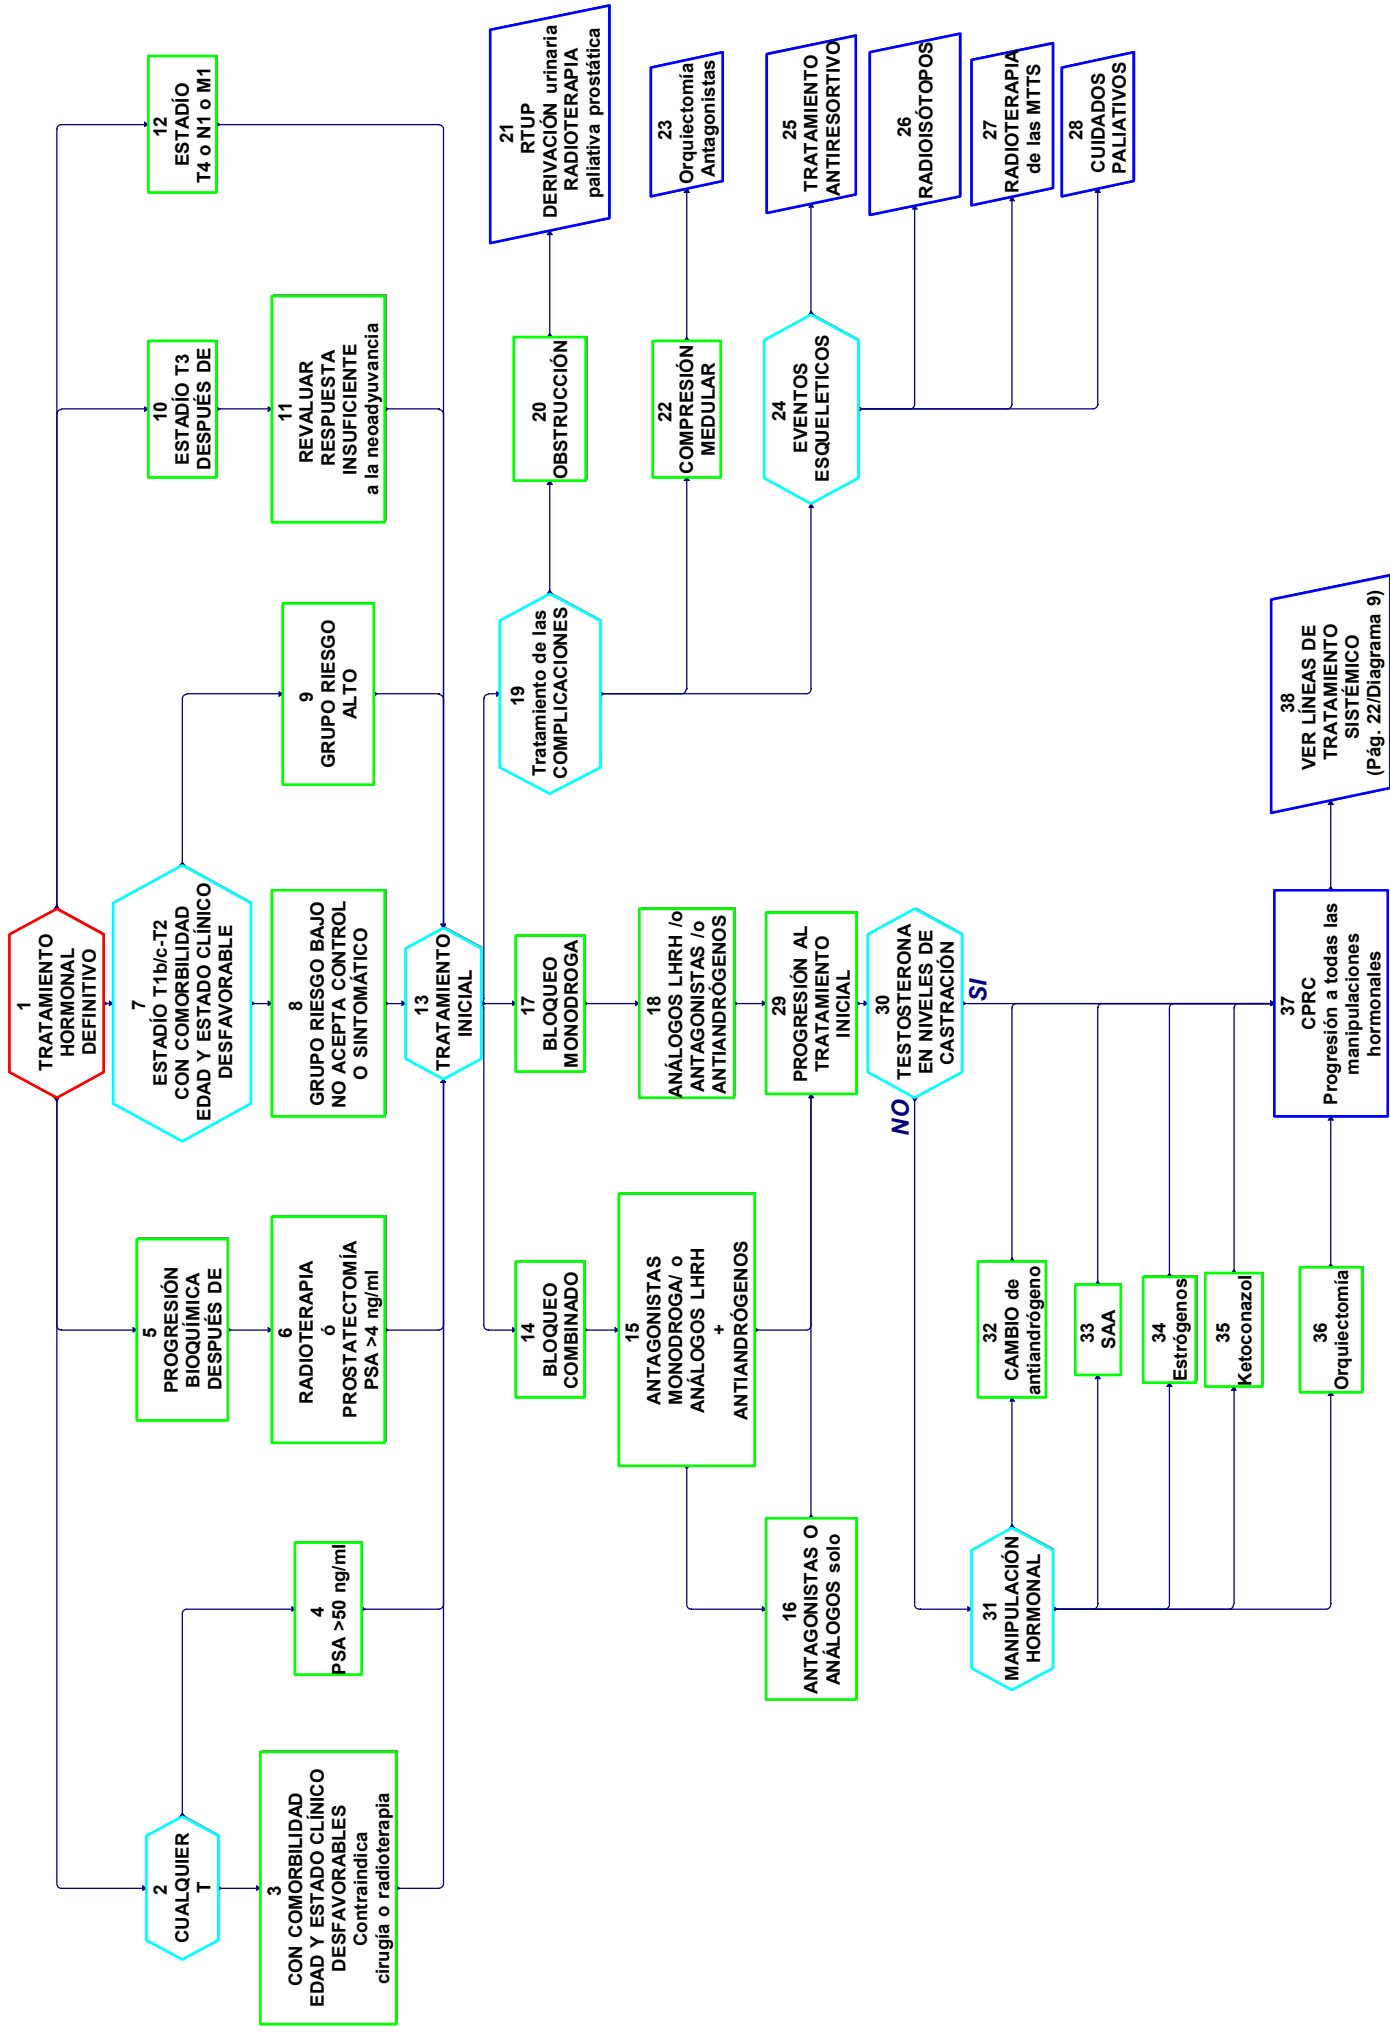 1
TRATAMIENTO
HORMONAL
DEFINITIVO
2
CUALQUIER
T
3
CON COMORBILIDAD
EDAD Y ESTADO CLÍNICO
DESFAVORABLES
Contraindica
cirugía o radioterapia
4
PSA >50 ng/ml
5
PROGRESIÓN
BIOQUÍMICA
DESPUÉS DE
6
RADIOTERAPIA
Ó
PROSTATECTOMÍA
PSA >4 ng/ml
7
ESTADÍO T1b/c-T2
CON COMORBILIDAD
EDAD Y ESTADO CLÍNICO
DESFAVORABLE
8
GRUPO RIESGO BAJO
NO ACEPTA CONTROL
O SINTOMÁTICO
9
GRUPO RIESGO
ALTO
10
ESTADÍO T3
DESPUÉS DE
11
REVALUAR
RESPUESTA
INSUFICIENTE
a la neoadyuvancia
12
ESTADÍO
T4 o N1 o M1
13
TRATAMIENTO
INICIAL
14
BLOQUEO
COMBINADO
15
ANTAGONISTAS
MONODROGA/ o
ANÁLOGOS LHRH
+
ANTIANDRÓGENOS
16
ANTAGONISTAS O
ANÁLOGOS solo
17
BLOQUEO
MONODROGA
18
ANÁLOGOS LHRH /o
ANTAGONISTAS /o
ANTIANDRÓGENOS
19
Tratamiento de las
COMPLICACIONES
20
OBSTRUCCIÓN
21
RTUP
DERIVACIÓN urinaria
RADIOTERAPIA
paliativa prostática
22
COMPRESIÓN
MEDULAR
23
Orquiectomía
Antagonistas
24
EVENTOS
ESQUELETICOS
25
TRATAMIENTO
ANTIRESORTIVO
26
RADIOISÓTOPOS
27
RADIOTERAPIA
de las MTTS
28
CUIDADOS
PALIATIVOS
29
PROGRESIÓN AL
TRATAMIENTO
INICIAL
30
TESTOSTERONA
EN NIVELES DE
CASTRACIÓN
NO
SI
31
MANIPULACIÓN
HORMONAL
32
CAMBIO de
antiandrógeno
33
SAA
34
Estrógenos
35
Ketoconazol
36
Orquiectomía
37
CPRC
Progresión a todas las
manipulaciones
hormonales
38
VER LÍNEAS DE
TRATAMIENTO
SISTÉMICO
(Pág. 22/Diagrama 9)